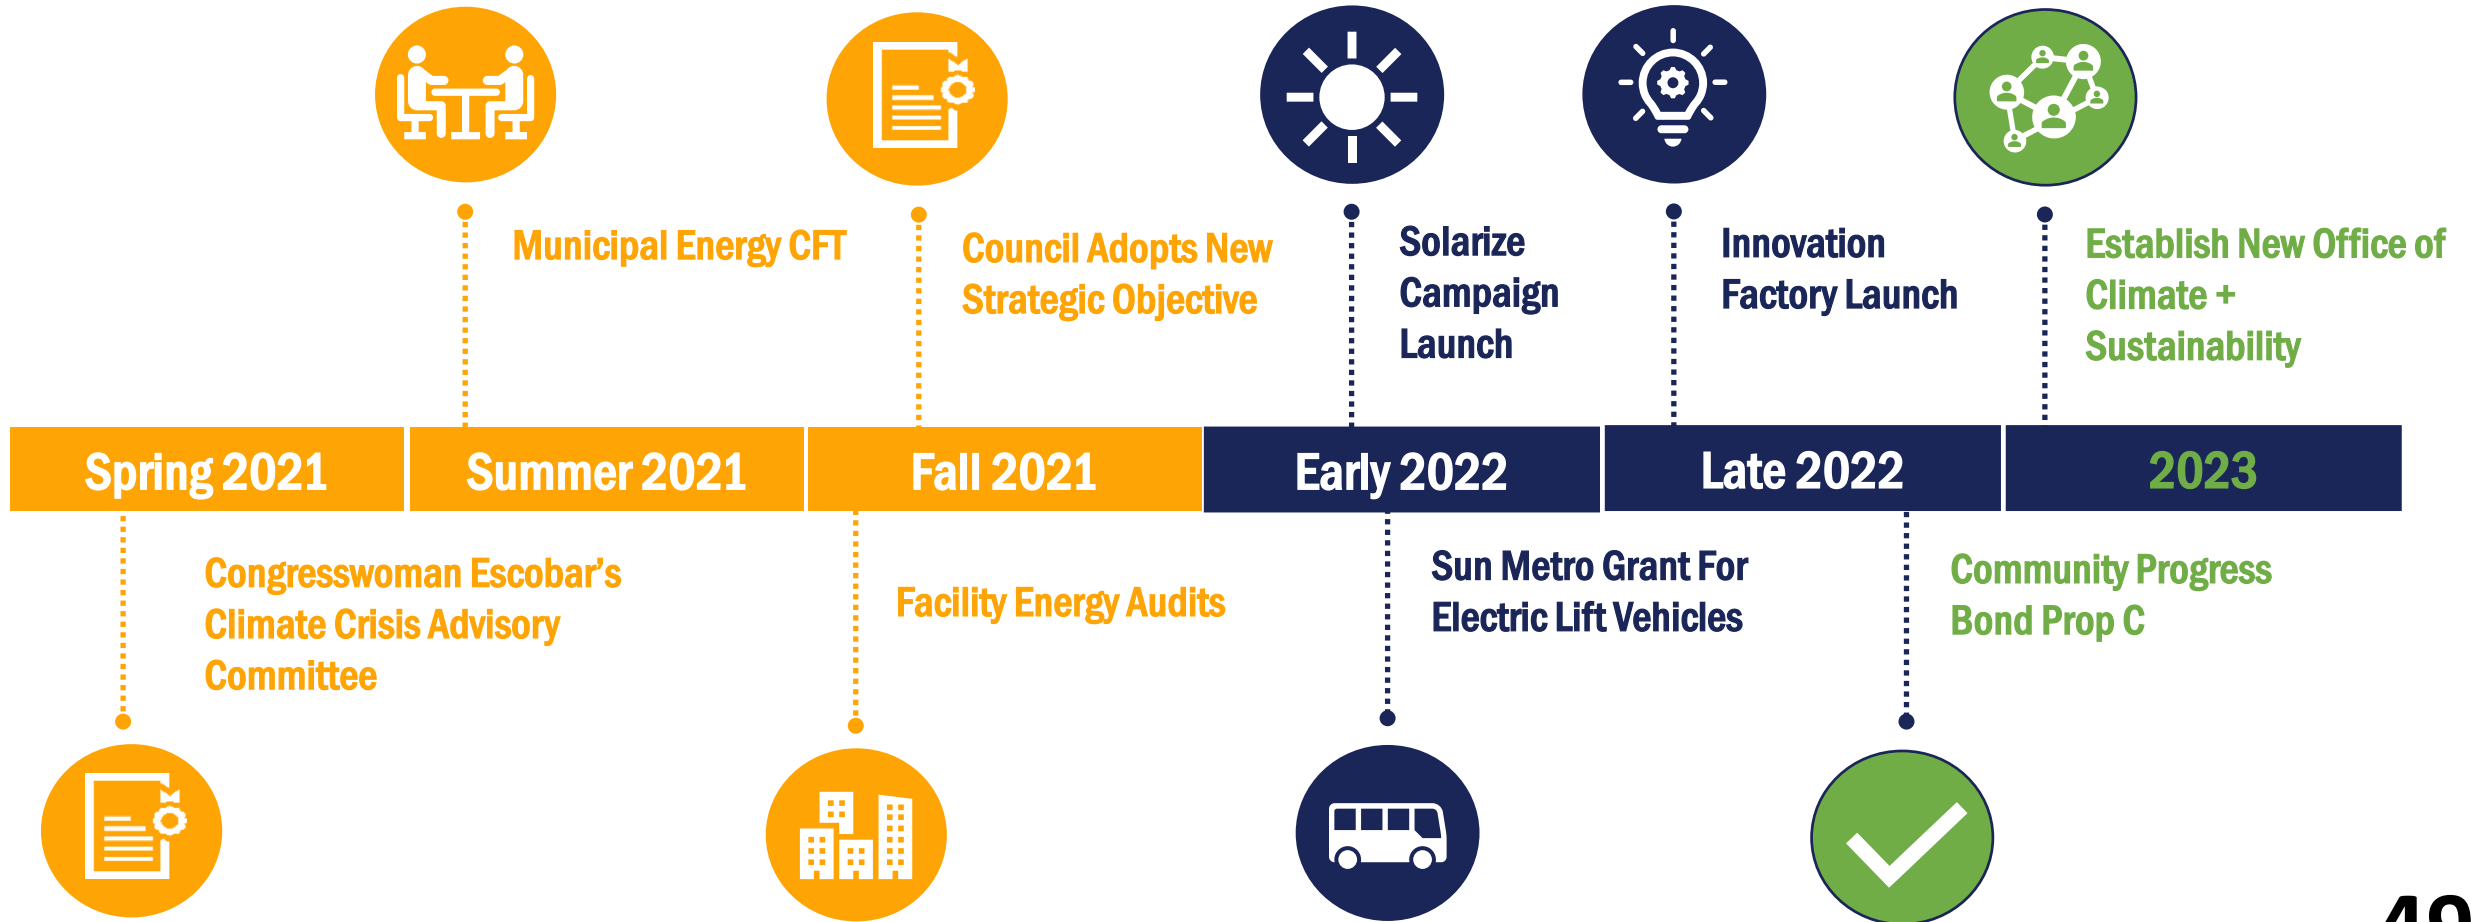 Municipal Energy CFT
Council Adopts New
Strategic Objective
Solarize
Campaign
Launch
Innovation
Factory Launch
Establish New Office of
Climate +
Sustainability
Spring 2021
Summer 2021
Fall 2021
Early 2022
Late 2022
2023
Congresswoman Escobar’s
Climate Crisis Advisory
Committee
Facility Energy Audits
Sun Metro Grant For
Electric Lift Vehicles
Community Progress
Bond Prop C
49